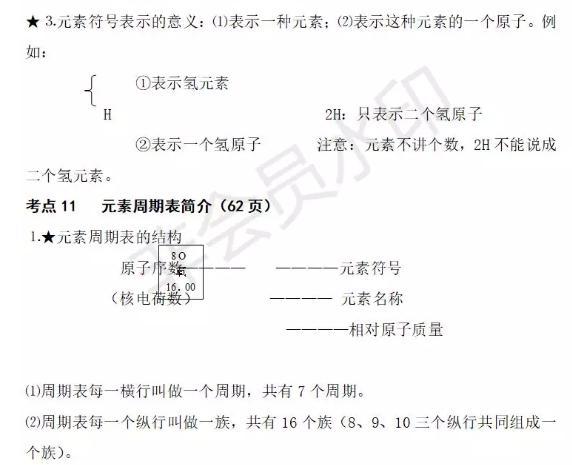 ★ 3.元素符号表示的意义：⑴表示一种元素；⑵表示这种元素的一个原子。例
如：
①表示氢元素
H 2H：只表示二个氢原子
②表示一个氢原子 注意：元素不讲个数，2H 不能说成
二个氢元素。
考点 11 元素周期表简介（62 页）
1.★元素周期表的结构
8 O
原子序数———— ————元素符号
氧
16.00
（核电荷数） ———— 元素名称
————相对原子质量
⑴周期表每一横行叫做一个周期，共有 7 个周期。
⑵周期表每一个纵行叫做一族，共有 16 个族（8、9、10 三个纵行共同组成一
个族）。